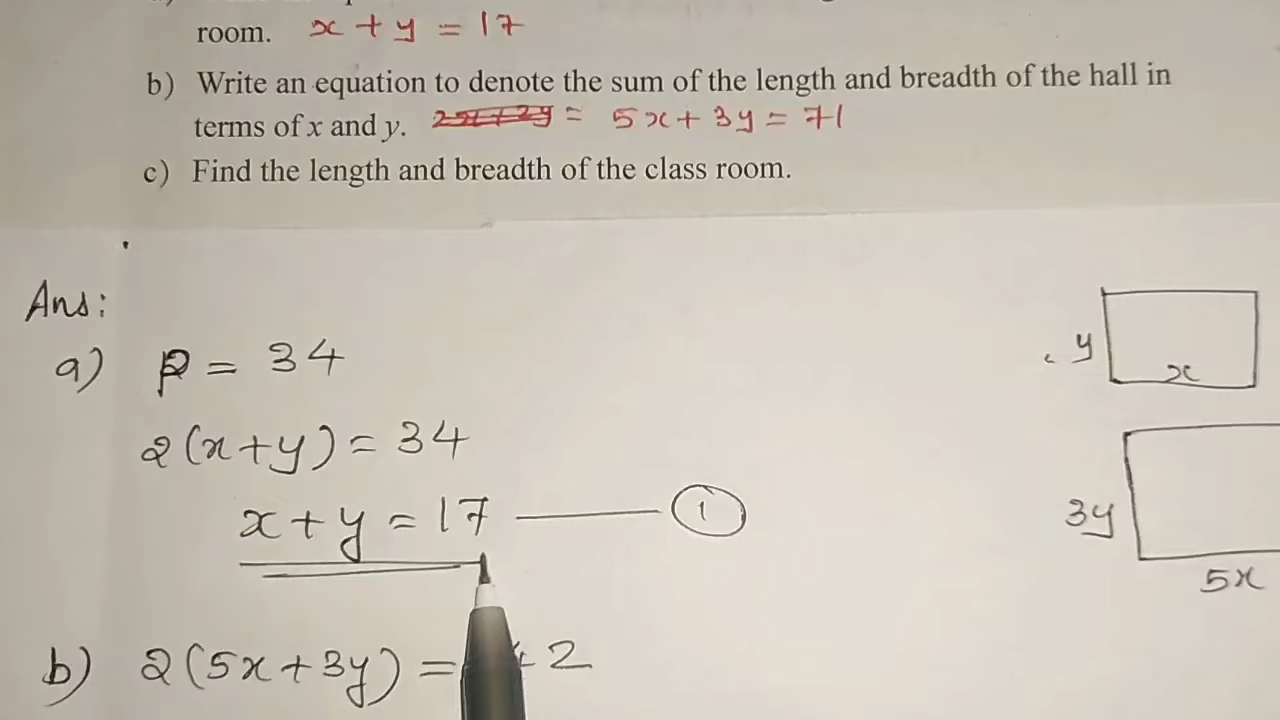 room. x + y = 17
b) Write an equation to denote the sum of the length and breadth of the hall in
terms of x and y. = 5x + 3y = 71
c) Find the length and breadth of the class room.
Ans:
a) P = 34
2(x+y) = 34
x + y = 17 ——— 1
b) 2(5x + 3y) = 42
y
x
3y
5x